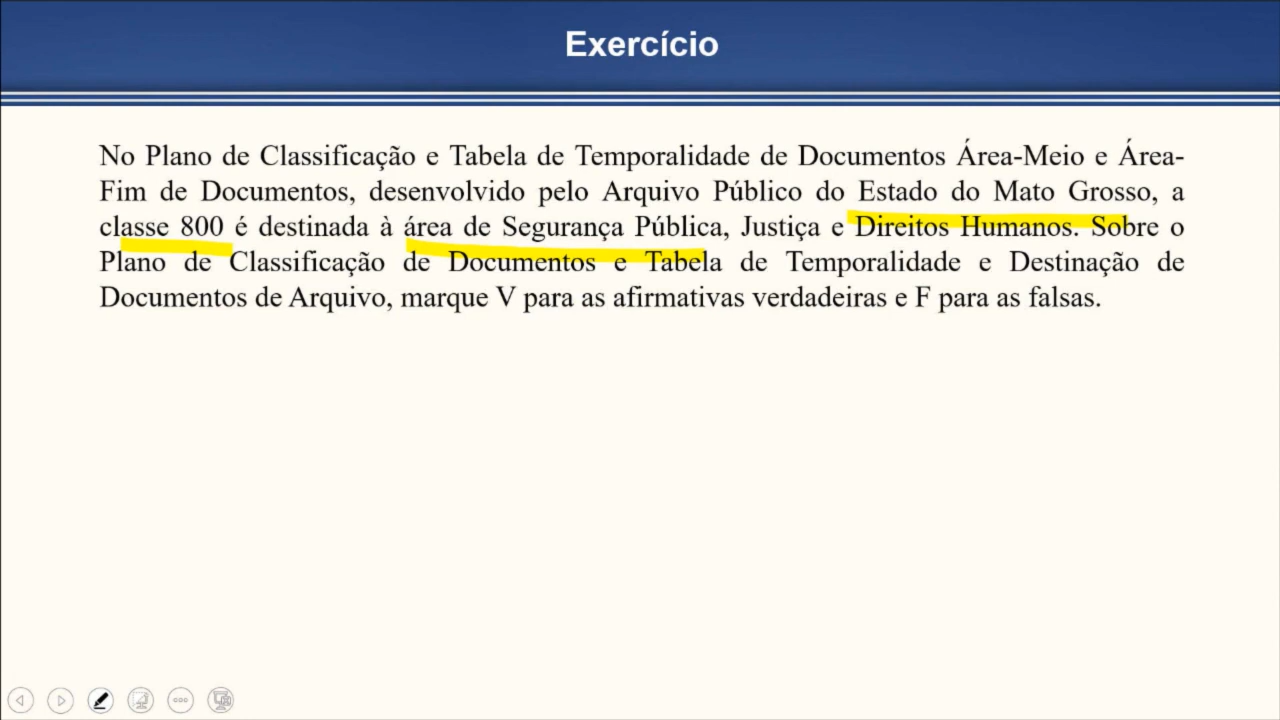 Exercício
No Plano de Classificação e Tabela de Temporalidade de Documentos Área-Meio e Área-
Fim de Documentos, desenvolvido pelo Arquivo Público do Estado do Mato Grosso, a
classe 800 é destinada à área de Segurança Pública, Justiça e Direitos Humanos. Sobre o
Plano de Classificação de Documentos e Tabela de Temporalidade e Destinação de
Documentos de Arquivo, marque V para as afirmativas verdadeiras e F para as falsas.